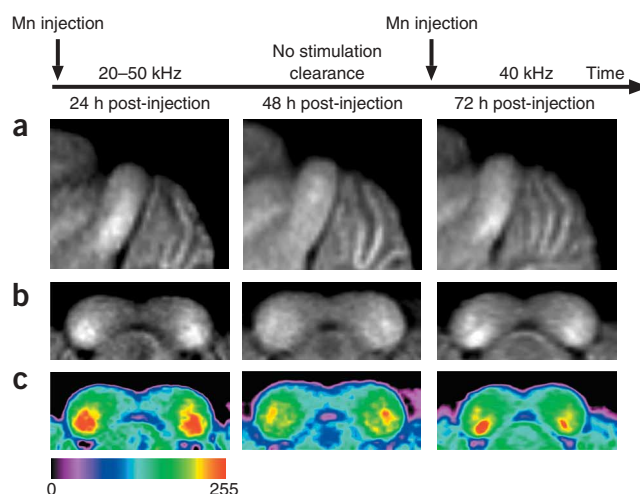 Mn injection Mn injection
No stimulation
20–50 kHz clearance 40 kHz Time
24 h post-injection 48 h post-injection 72 h post-injection
a
b
c
0 255